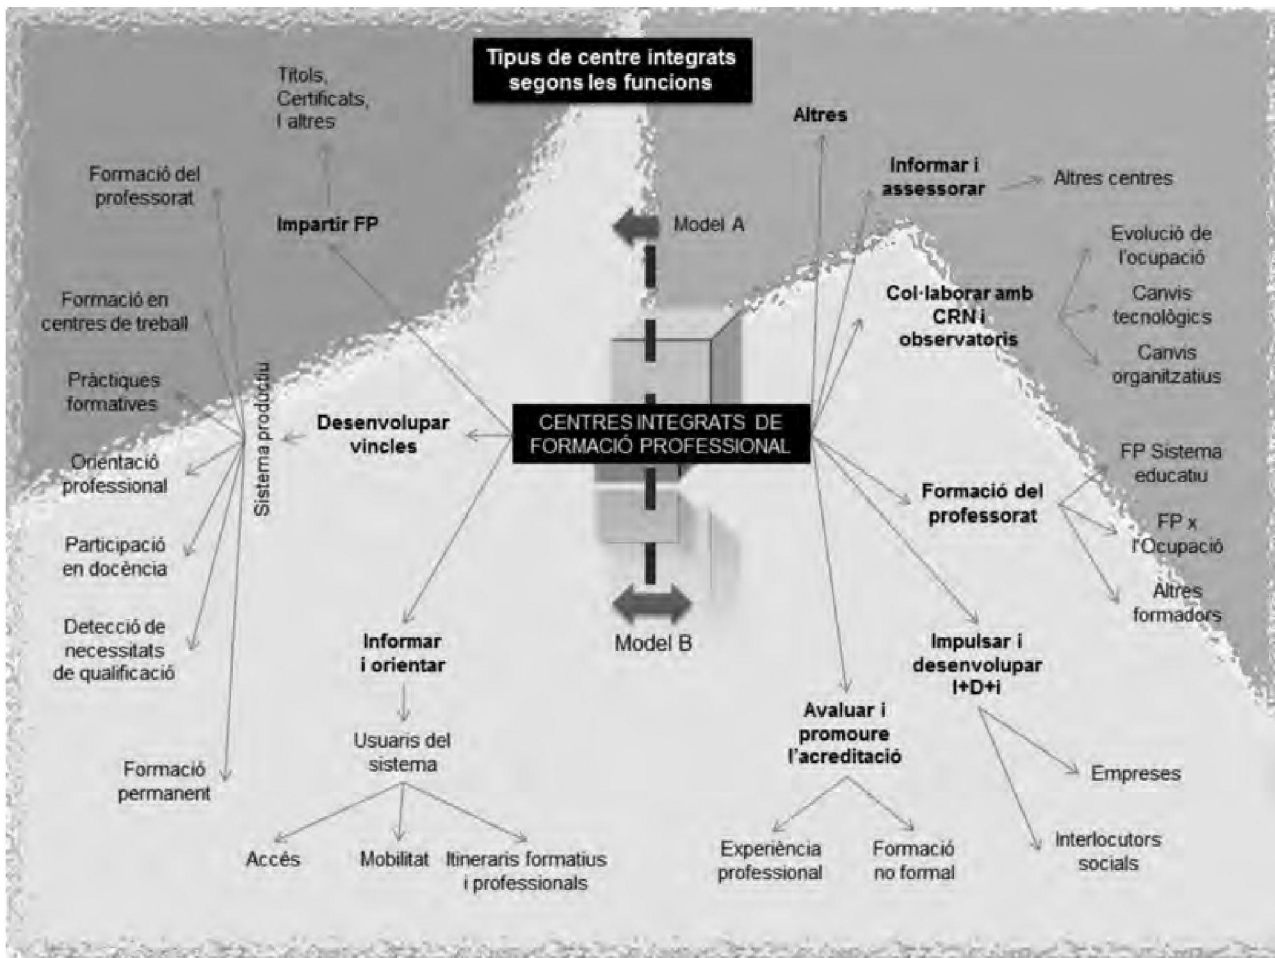 Tipus de centre integrats
segons les funcions
Títols,
Certificats,
I altres
Formació del
professorat
Impartir FP
Formació en
centres de treball
Pràctiques
formatives
Desenvolupar
vincles
Sistema productiu
Orientació
professional
Participació
en docència
Detecció de
necessitats
de qualificació
Formació
permanent
Informar
i orientar
Usuaris del
sistema
Accés
Mobilitat
Itineraris formatius
i professionals
Model A
CENTRES INTEGRATS DE
FORMACIÓ PROFESSIONAL
Model B
Altres
Informar i
assessorar
Altres centres
Col·laborar amb
CRN i
observatoris
Evolució de
l'ocupació
Canvis
tecnològics
Canvis
organitzatius
Formació del
professorat
FP Sistema
educatiu
FP x
l'Ocupació
Altres
formadors
Impulsar i
desenvolupar
I+D+i
Empreses
Interlocutors
socials
Avaluar i
promoure
l'acreditació
Experiència
professional
Formació
no formal